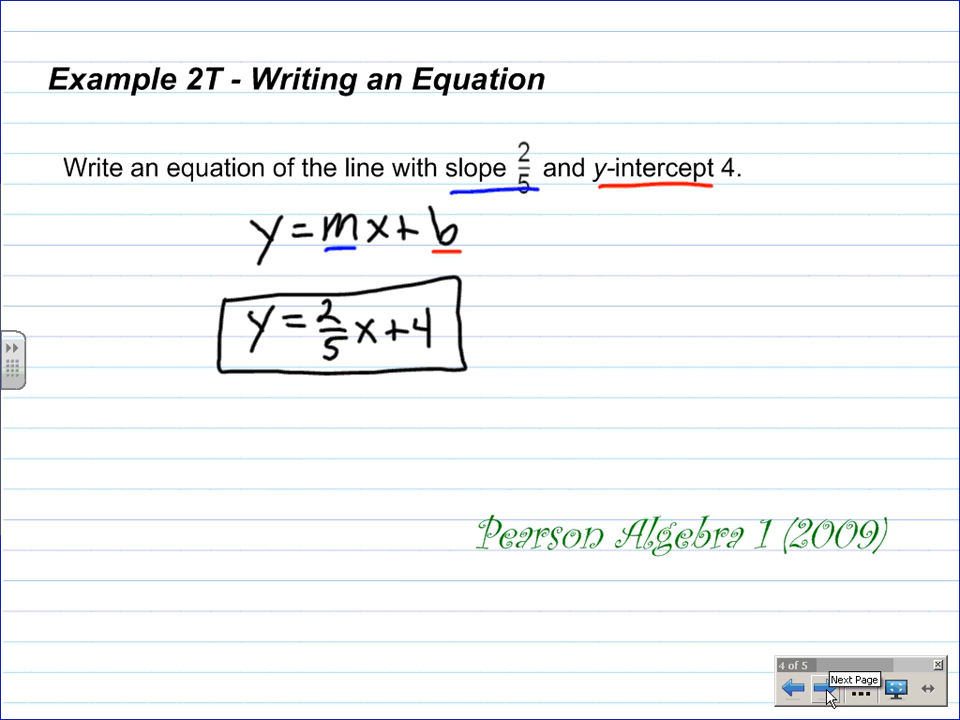 Example 2T - Writing an Equation
Write an equation of the line with slope 2/5 and y-intercept 4.
y = mx + b
y = 2/5 x + 4
Pearson Algebra 1 (2009)
4 of 5
Next Page